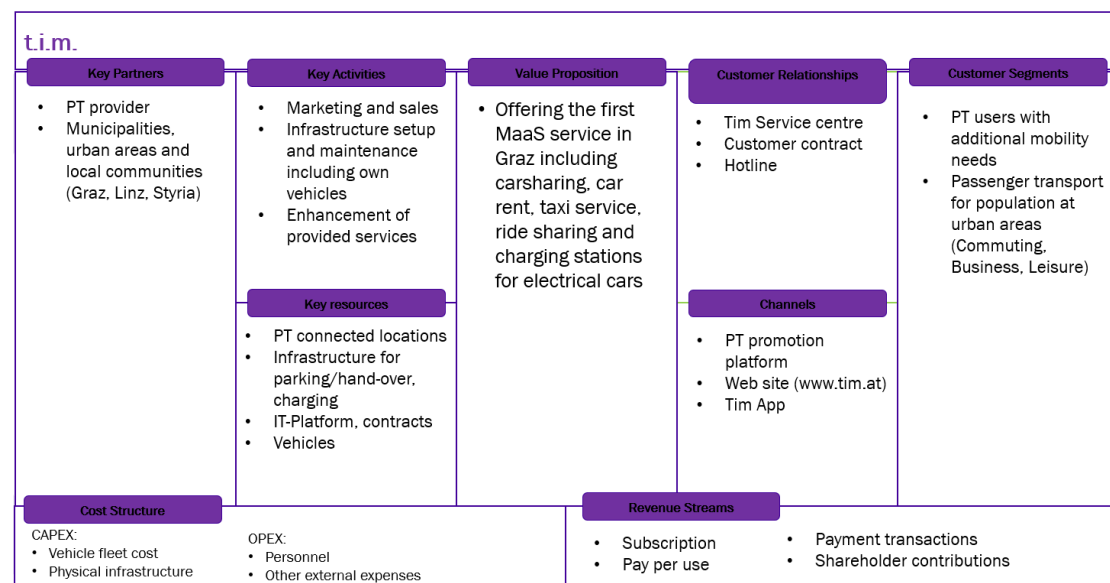 t.i.m.
Key Partners
• PT provider
• Municipalities,
urban areas and
local communities
(Graz, Linz, Styria)
Key Activities
• Marketing and sales
• Infrastructure setup
and maintenance
including own
vehicles
• Enhancement of
provided services
Key resources
• PT connected locations
• Infrastructure for
parking/hand-over,
charging
• IT-Platform, contracts
• Vehicles
Value Proposition
• Offering the first
MaaS service in
Graz including
carsharing, car
rent, taxi service,
ride sharing and
charging stations
for electrical cars
Customer Relationships
• Tim Service centre
• Customer contract
• Hotline
Channels
• PT promotion
platform
• Web site (www.tim.at)
• Tim App
Customer Segments
• PT users with
additional mobility
needs
• Passenger transport
for population at
urban areas
(Commuting,
Business, Leisure)
Cost Structure
CAPEX:
• Vehicle fleet cost
• Physical infrastructure
OPEX:
• Personnel
• Other external expenses
Revenue Streams
• Subscription
• Pay per use
• Payment transactions
• Shareholder contributions